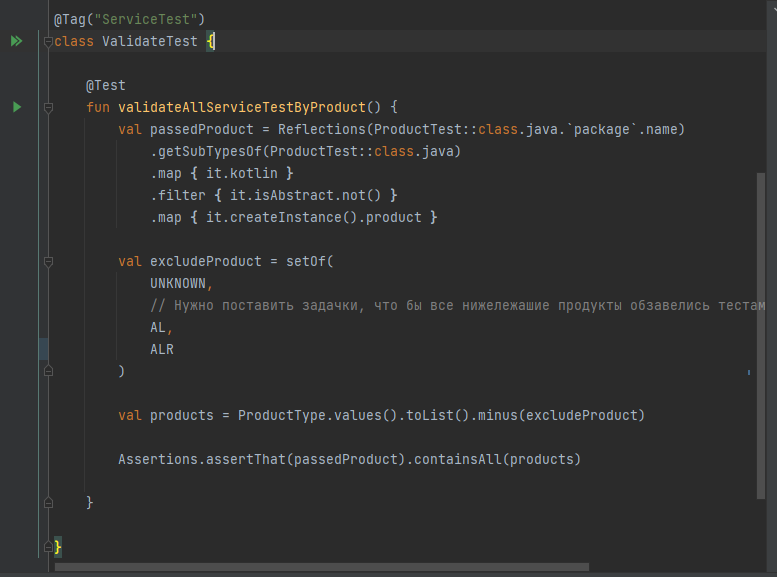 @Tag("ServiceTest")
class ValidateTest {
@Test
fun validateAllServiceTestByProduct() {
val passedProduct = Reflections(ProductTest::class.java.`package`.name)
.getSubTypesOf(ProductTest::class.java)
.map { it.kotlin }
.filter { it.isAbstract.not() }
.map { it.createInstance().product }
val excludeProduct = setOf(
UNKNOWN,
// Нужно поставить задачки, что бы все нижележашие продукты обзавелись тестам
AL,
ALR
)
val products = ProductType.values().toList().minus(excludeProduct)
Assertions.assertThat(passedProduct).containsAll(products)
}
}